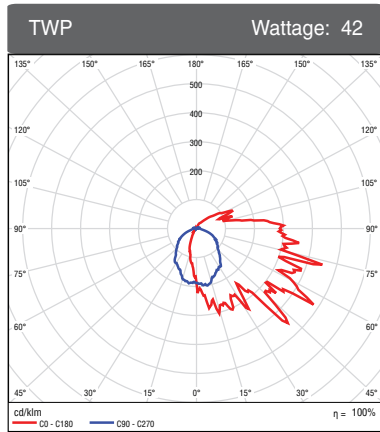 TWP Wattage: 42
135° 150° 165° 180° 165° 150° 135°
500
120° 400 120°
300
105° 200 105°
90° 90°
75° 75°
60° 60°
45° 30° 15° 0° 15° 30° 45°
cd/klm η = 100%
C0 - C180 C90 - C270